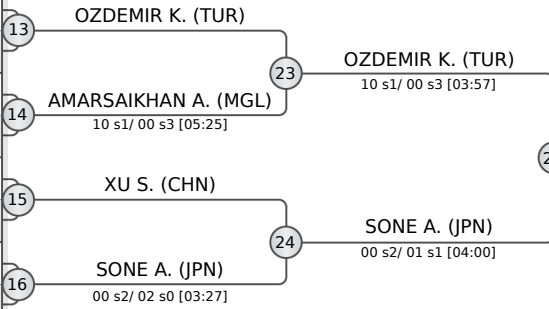 OZDEMIR K. (TUR)
13
OZDEMIR K. (TUR)
23
10 s1/ 00 s3 [03:57]
AMARSAIKHAN A. (MGL)
14
10 s1/ 00 s3 [05:25]
XU S. (CHN)
15
SONE A. (JPN)
24
00 s2/ 01 s1 [04:00]
SONE A. (JPN)
16
00 s2/ 02 s0 [03:27]